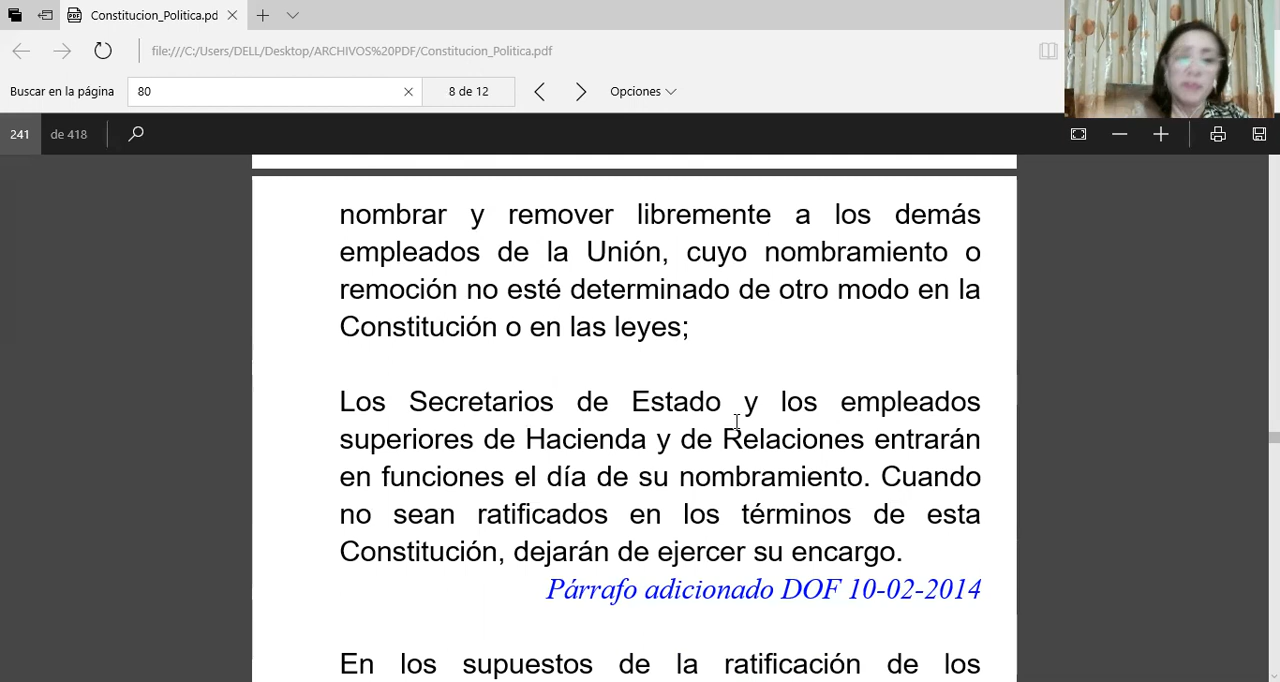 Constitucion_Politica.pd
file:///C:/Users/DELL/Desktop/ARCHIVOS%20PDF/Constitucion_Politica.pdf
Buscar en la página 80 8 de 12 Opciones
241 de 418
nombrar y remover libremente a los demás
empleados de la Unión, cuyo nombramiento o
remoción no esté determinado de otro modo en la
Constitución o en las leyes;
Los Secretarios de Estado y los empleados
superiores de Hacienda y de Relaciones entrarán
en funciones el día de su nombramiento. Cuando
no sean ratificados en los términos de esta
Constitución, dejarán de ejercer su encargo.
Párrafo adicionado DOF 10-02-2014
En los supuestos de la ratificación de los